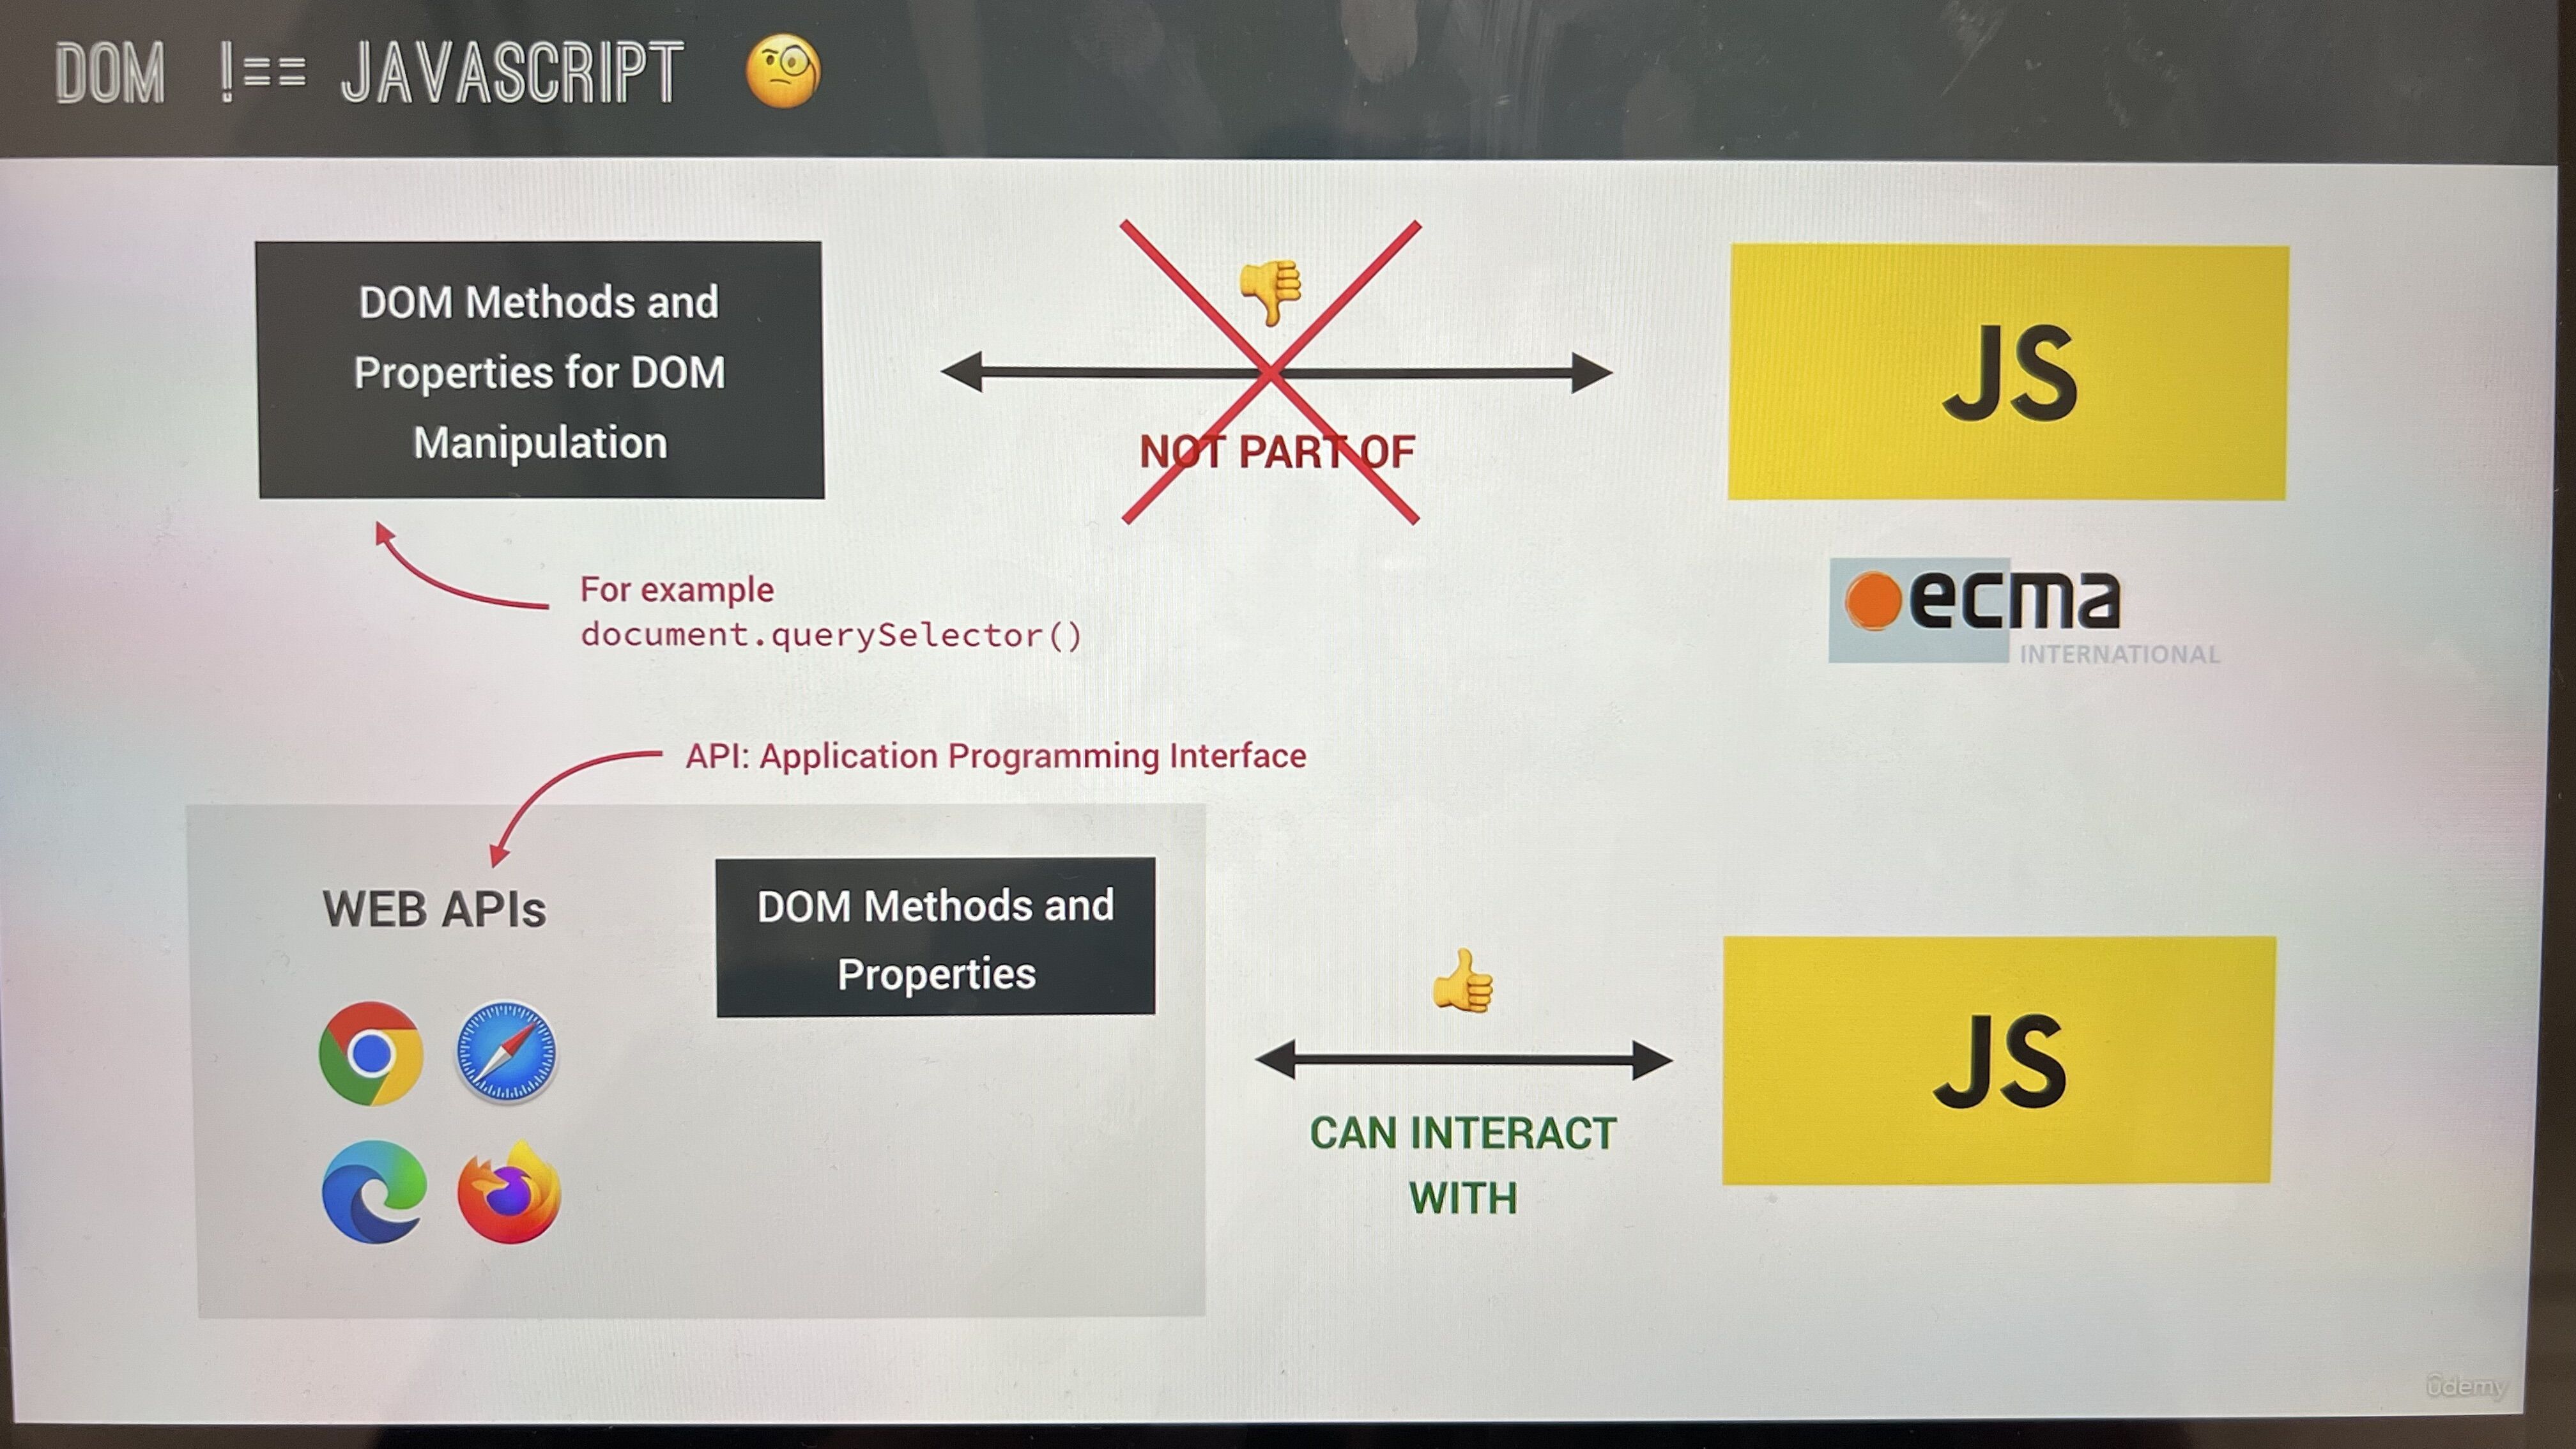 DOM !== JAVASCRIPT
DOM Methods and
Properties for DOM
Manipulation
NOT PART OF
JS
For example
document.querySelector()
ecma
INTERNATIONAL
API: Application Programming Interface
WEB APIs
DOM Methods and
Properties
CAN INTERACT
WITH
JS
ûdemy